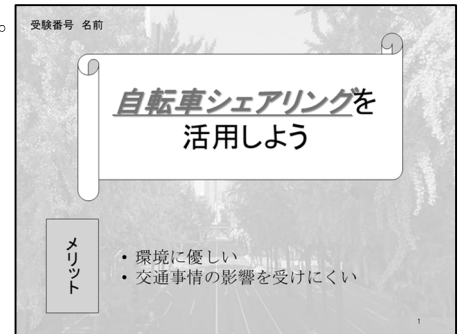 。
受験番号 名前
自転車シェアリングを
活用しよう
メリット
・環境に優しい
・交通事情の影響を受けにくい
1